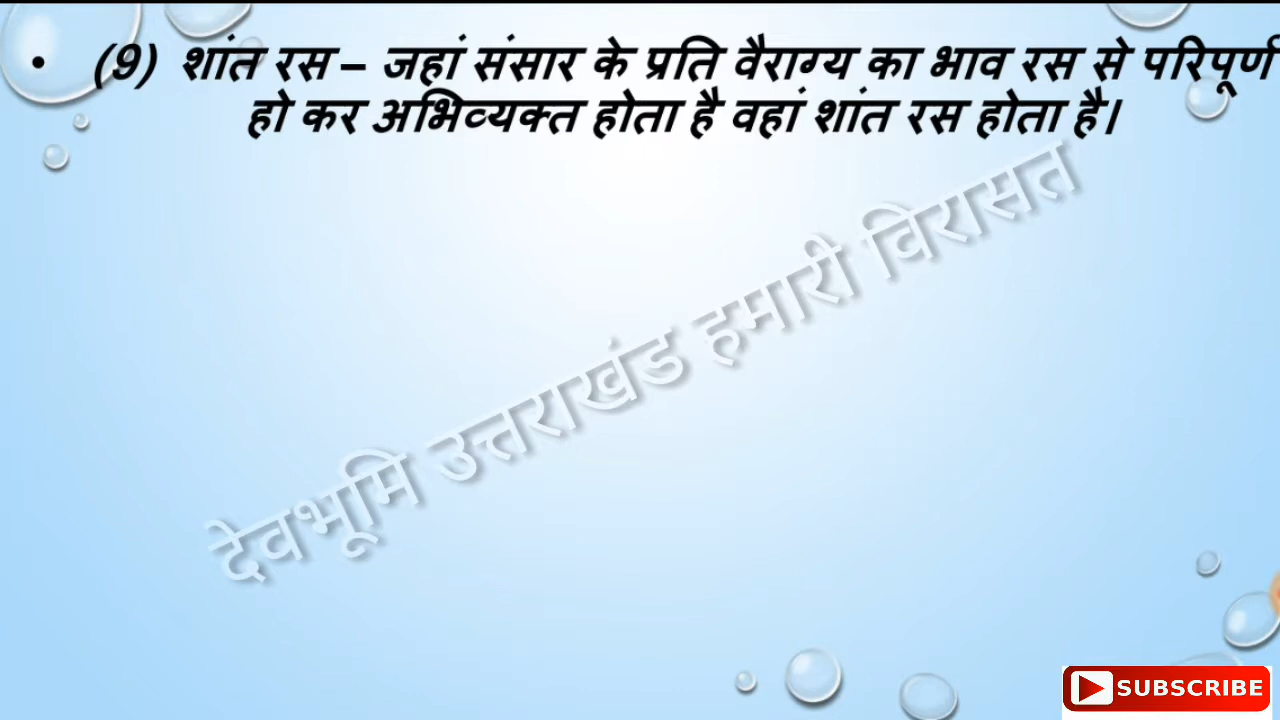 • (9) शांत रस – जहां संसार के प्रति वैराग्य का भाव रस से परिपूर्ण
हो कर अभिव्यक्त होता है वहां शांत रस होता है।
देवभूमि उत्तराखंड हमारी विरासत
SUBSCRIBE